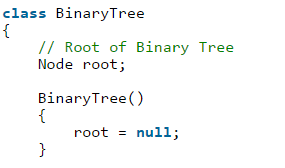 class BinaryTree
{
    // Root of Binary Tree
    Node root;
    BinaryTree()
    {
        root = null;
    }